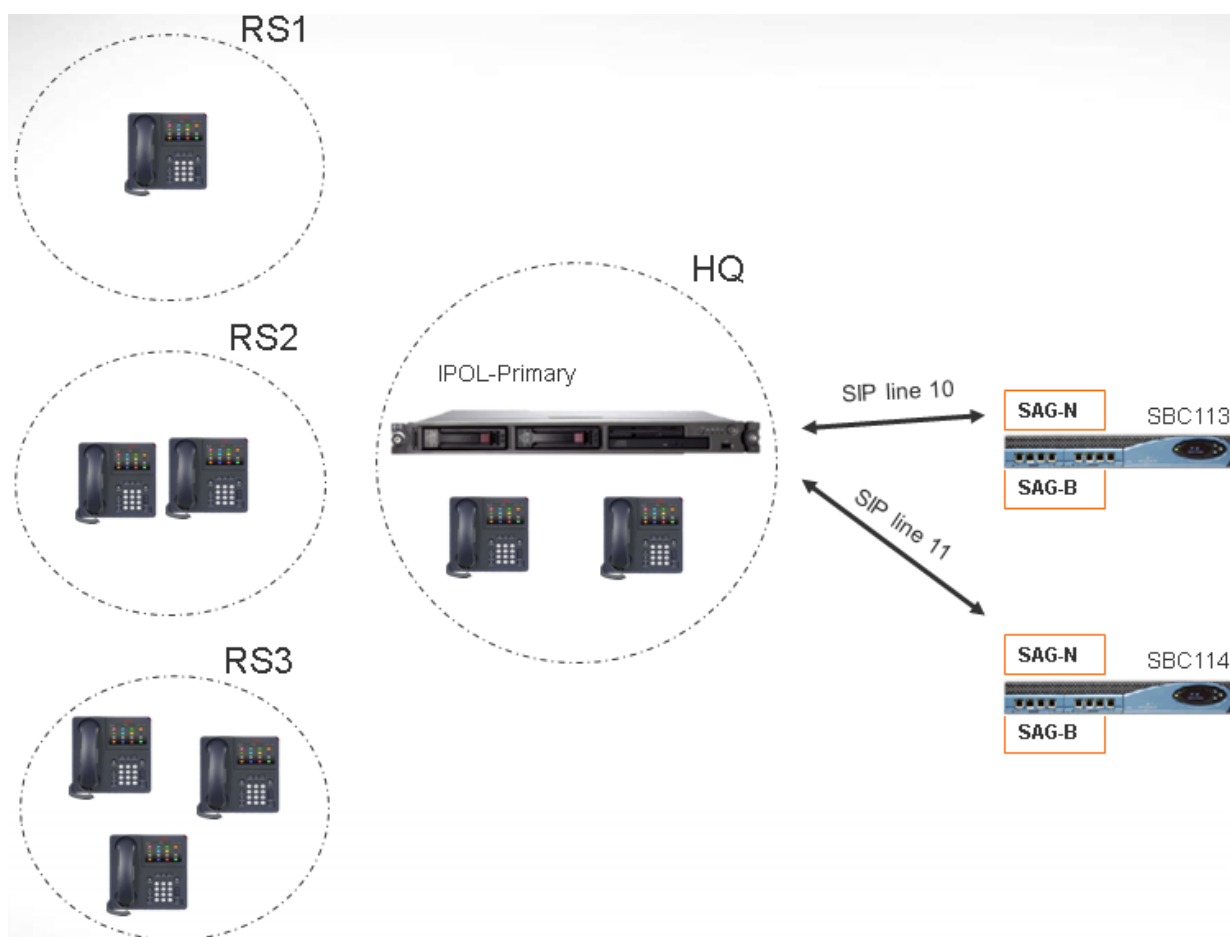 RS1
HQ
RS2
IPOL-Primary
SIP line 10
SAG-N
SBC113
SAG-B
SIP line 11
RS3
SAG-N
SBC114
SAG-B